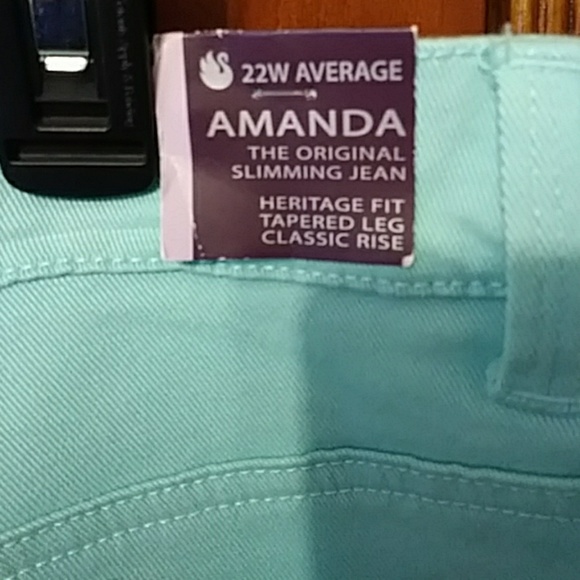 22W AVERAGE
AMANDA
THE ORIGINAL
SLIMMING JEAN
HERITAGE FIT
TAPERED LEG
CLASSIC RISE